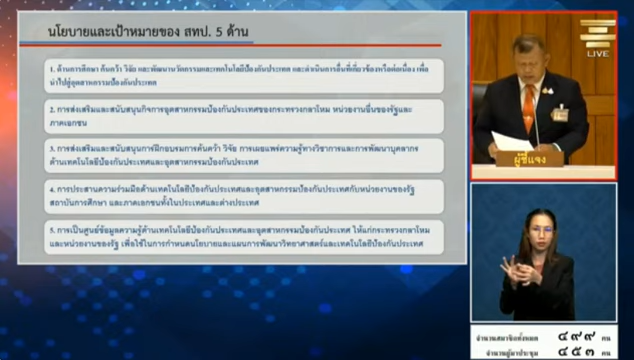 นโยบายและเป้าหมายของ สทป. 5 ด้าน
1. ด้านการศึกษา ค้นคว้า วิจัย และพัฒนานวัตกรรมและเทคโนโลยีป้องกันประเทศ และดำเนินการอื่นที่เกี่ยวข้องหรือต่อเนื่อง เพื่อ
นำไปสู่อุตสาหกรรมป้องกันประเทศ
2. การส่งเสริมและสนับสนุนกิจการอุตสาหกรรมป้องกันประเทศของกระทรวงกลาโหม หน่วยงานอื่นของรัฐและ
ภาคเอกชน
3. การส่งเสริมและสนับสนุนการฝึกอบรมการค้นคว้า วิจัย การเผยแพร่ความรู้ทางวิชาการและการพัฒนาบุคลากร
ด้านเทคโนโลยีป้องกันประเทศและอุตสาหกรรมป้องกันประเทศ
4. การประสานความร่วมมือด้านเทคโนโลยีป้องกันประเทศและอุตสาหกรรมป้องกันประเทศกับหน่วยงานของรัฐ
สถาบันการศึกษา และภาคเอกชนทั้งในประเทศและต่างประเทศ
5. การเป็นศูนย์ข้อมูลความรู้ด้านเทคโนโลยีป้องกันประเทศและอุตสาหกรรมป้องกันประเทศ ให้แก่กระทรวงกลาโหม
และหน่วยงานของรัฐ เพื่อใช้ในการกำหนดนโยบายและแผนการพัฒนาวิทยาศาสตร์และเทคโนโลยีป้องกันประเทศ
LIVE
ผู้ชี้แจง
จำนวนสมาชิกทั้งหมด ๔๙๙ คน
จำนวนผู้มาประชุม ๔๕๓ คน